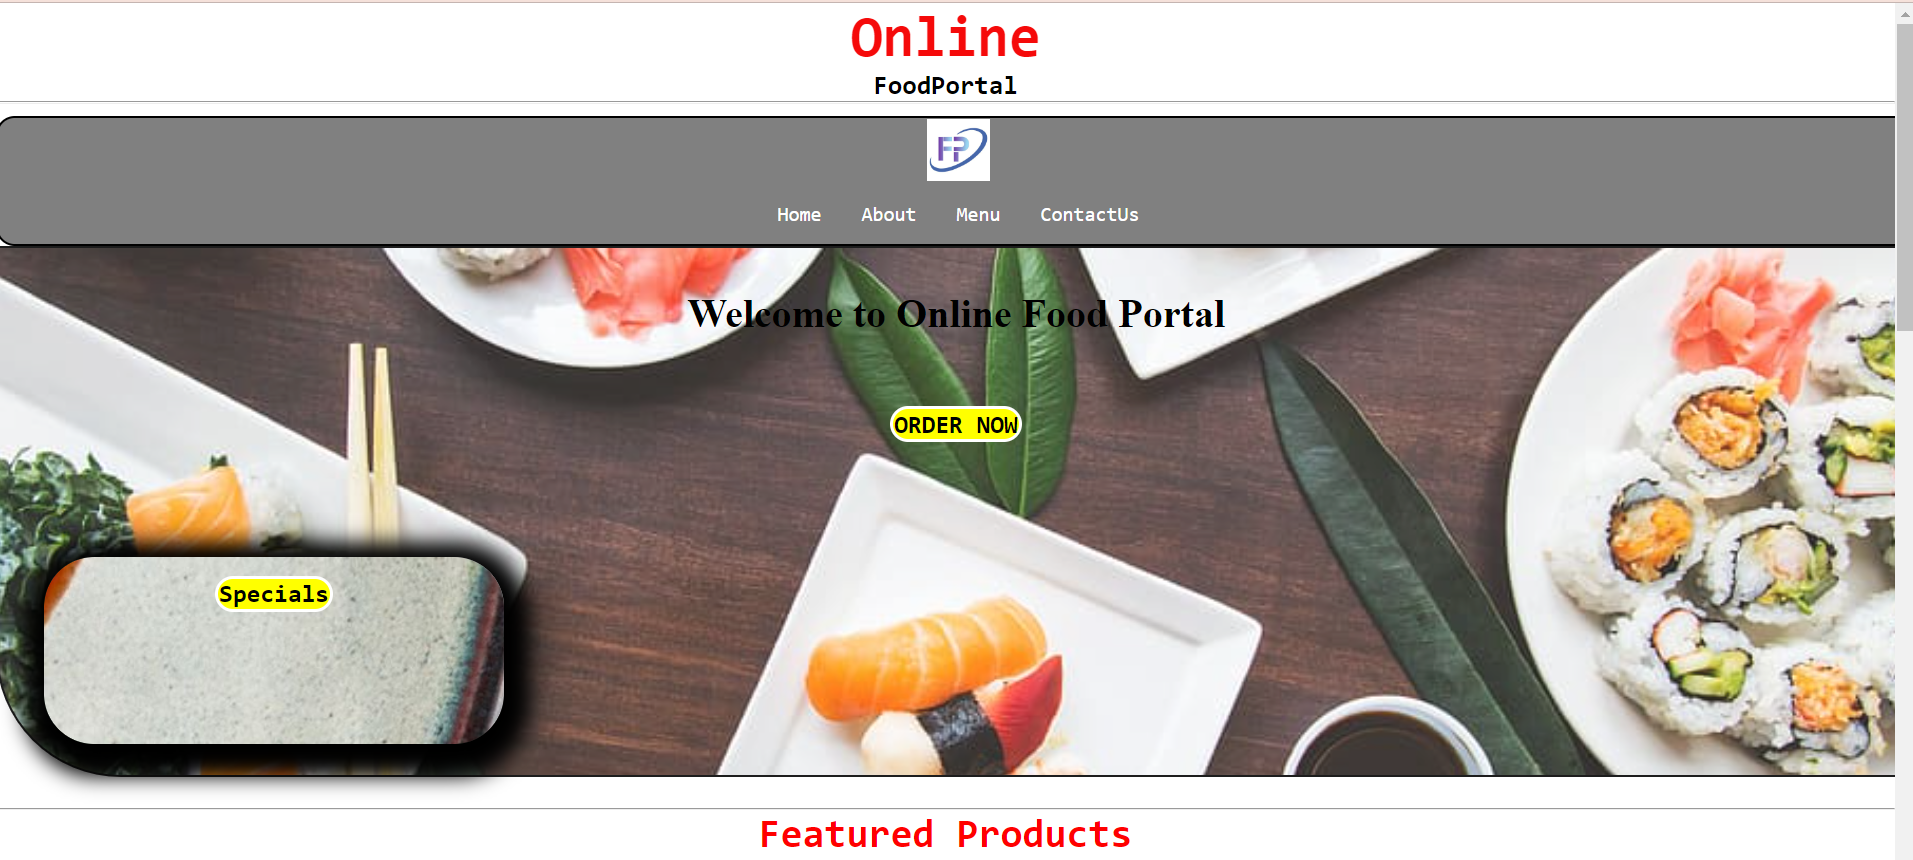 Online
FoodPortal
FP
Home About Menu ContactUs
Welcome to Online Food Portal
ORDER NOW
Specials
Featured Products